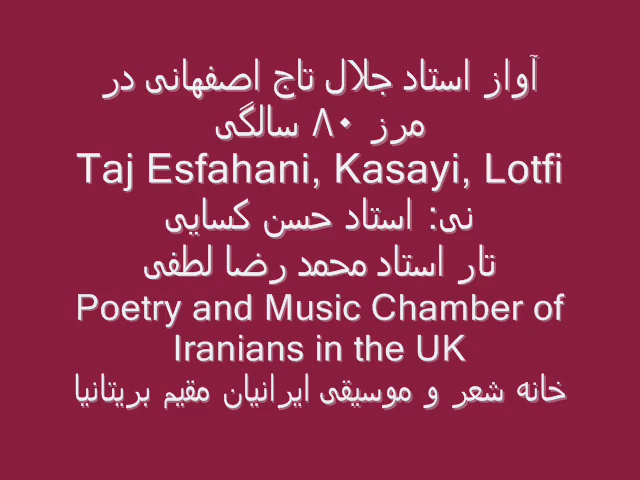 آواز استاد جلال تاج اصفهانی در
مرز ۸۰ سالگی
Taj Esfahani, Kasayi, Lotfi
نی: استاد حسن کسایی
تار استاد محمد رضا لطفی
Poetry and Music Chamber of
Iranians in the UK
خانه شعر و موسیقی ایرانیان مقیم بریتانیا